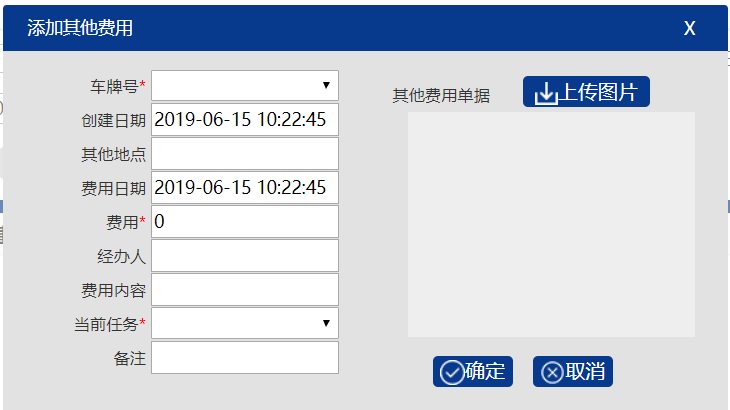 添加其他费用 X
车牌号*
创建日期 2019-06-15 10:22:45
其他地点
费用日期 2019-06-15 10:22:45
费用* 0
经办人
费用内容
当前任务*
备注
其他费用单据 上传图片
确定 取消